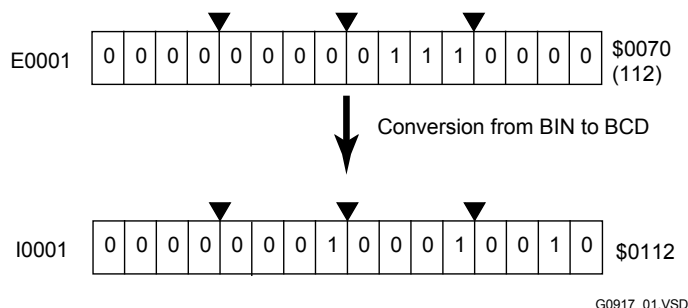 E0001 0 0 0 0 0 0 0 0 0 1 1 1 0 0 0 0 $0070
(112)
Conversion from BIN to BCD
I0001 0 0 0 0 0 0 0 1 0 0 0 1 0 0 1 0 $0112
G0917_01.VSD